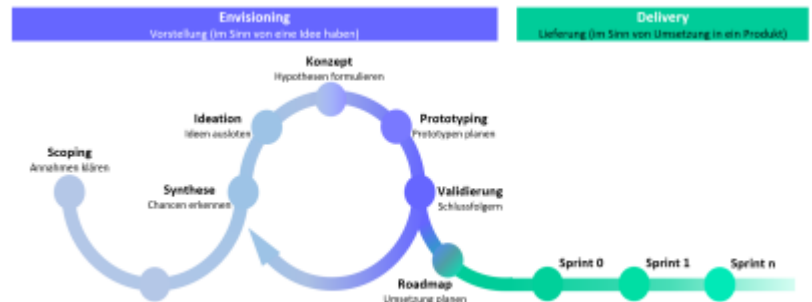 Envisioning
Vorstellung (im Sinn von eine Idee haben)
Delivery
Lieferung (im Sinn von Umsetzung in ein Produkt)
Konzept
Hypothesen formulieren
Ideation
Ideen ausloten
Prototyping
Prototypen planen
Scoping
Annahmen klären
Synthese
Chancen erkennen
Validierung
Schlussfolgern
Roadmap
Umsetzung planen
Sprint 0
Sprint 1
Sprint n